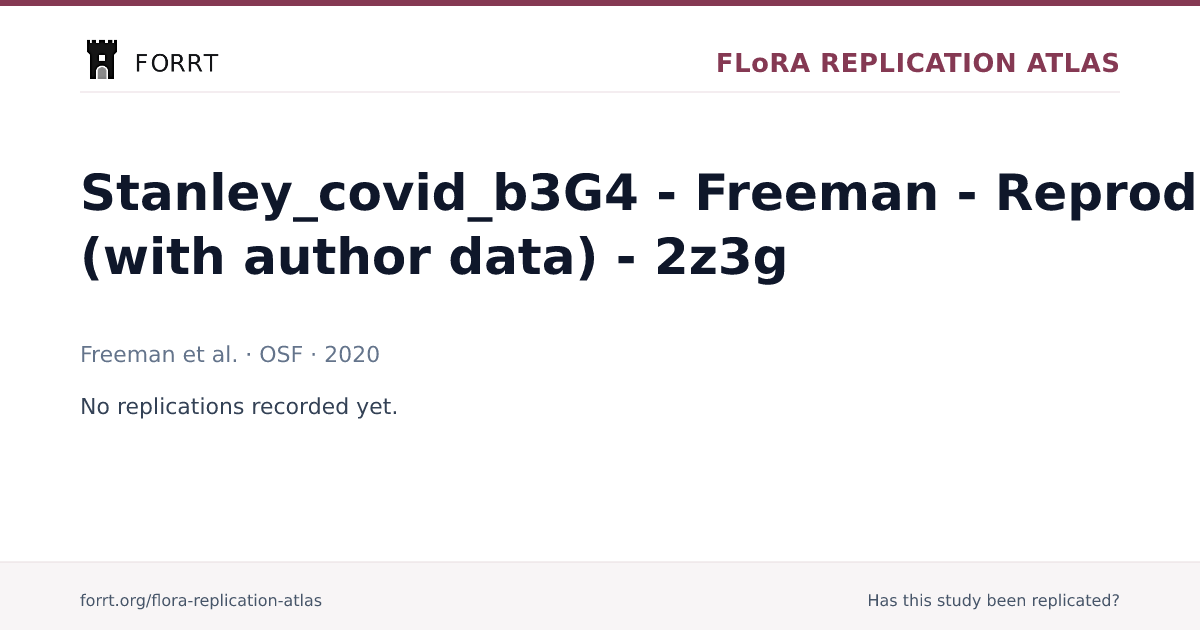 FORRT
FLoRA REPLICATION ATLAS
Stanley_covid_b3G4 - Freeman - Reprod
(with author data) - 2z3g
Freeman et al. · OSF · 2020
No replications recorded yet.
forrt.org/flora-replication-atlas
Has this study been replicated?